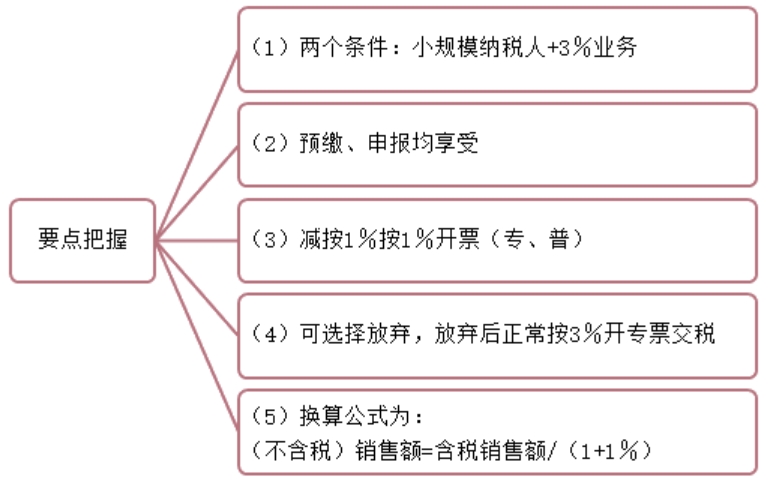 要点把握
（1）两个条件：小规模纳税人+3%业务
（2）预缴、申报均享受
（3）减按1%按1%开票（专、普）
（4）可选择放弃，放弃后正常按3%开专票交税
（5）换算公式为：
（不含税）销售额=含税销售额/（1+1%）